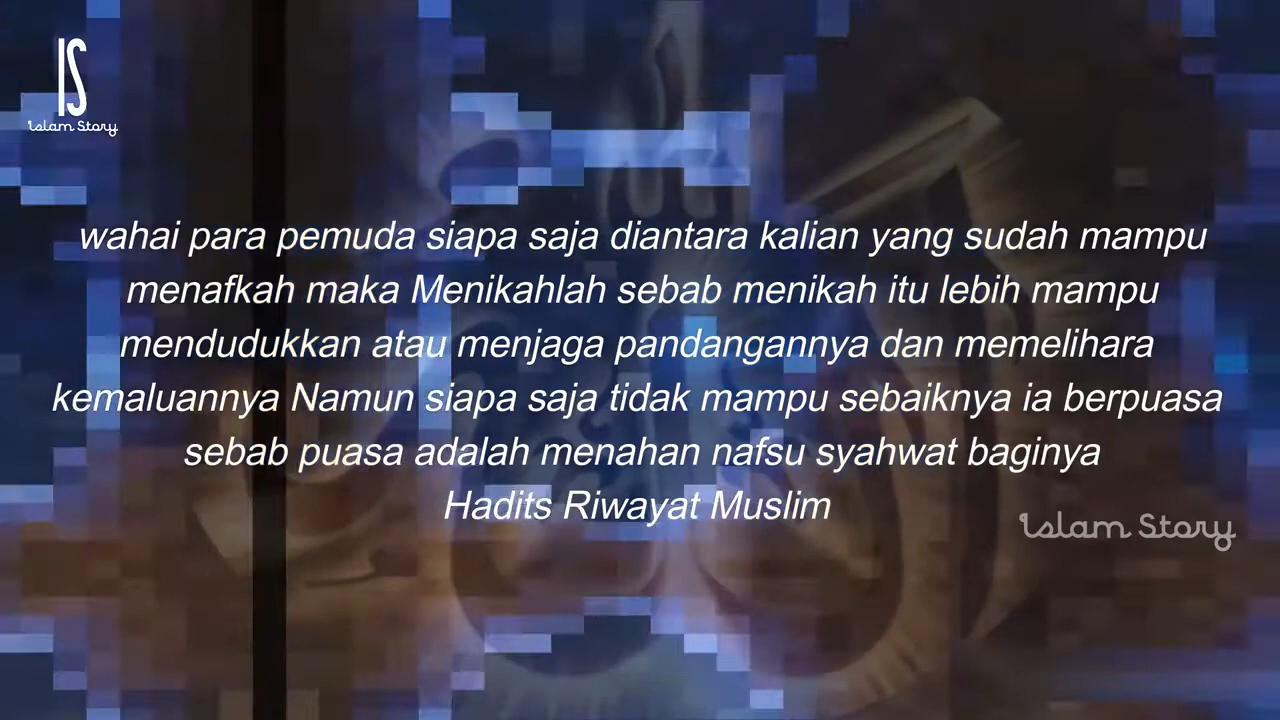 IS
Islam Story
wahai para pemuda siapa saja diantara kalian yang sudah mampu
menafkah maka Menikahlah sebab menikah itu lebih mampu
mendudukkan atau menjaga pandangannya dan memelihara
kemaluannya Namun siapa saja tidak mampu sebaiknya ia berpuasa
sebab puasa adalah menahan nafsu syahwat baginya
Hadits Riwayat Muslim
Islam Story